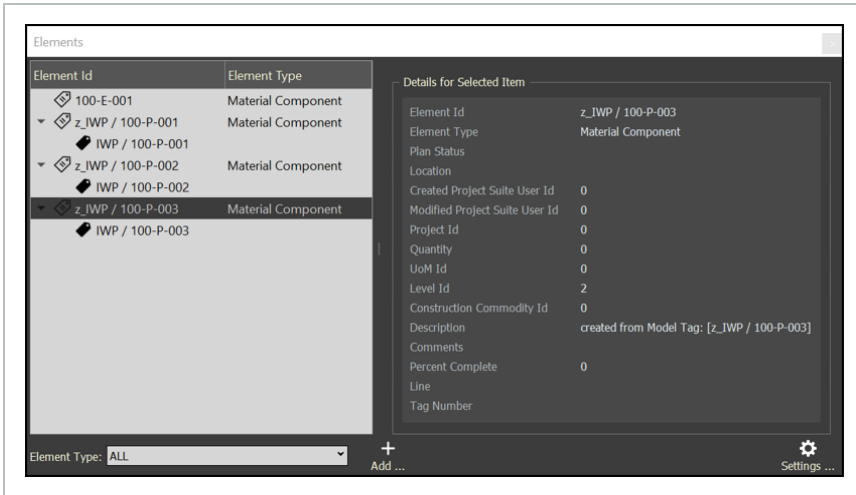 Elements
Element Id Element Type
100-E-001 Material Component
z_IWP / 100-P-001 Material Component
IWP / 100-P-001
z_IWP / 100-P-002 Material Component
IWP / 100-P-002
z_IWP / 100-P-003 Material Component
IWP / 100-P-003
Details for Selected Item
Element Id z_IWP / 100-P-003
Element Type Material Component
Plan Status
Location
Created Project Suite User Id 0
Modified Project Suite User Id 0
Project Id 0
Quantity 0
UoM Id 0
Level Id 2
Construction Commodity Id 0
Description created from Model Tag: [z_IWP / 100-P-003]
Comments
Percent Complete 0
Line
Tag Number
Element Type: ALL
Add ...
Settings ...